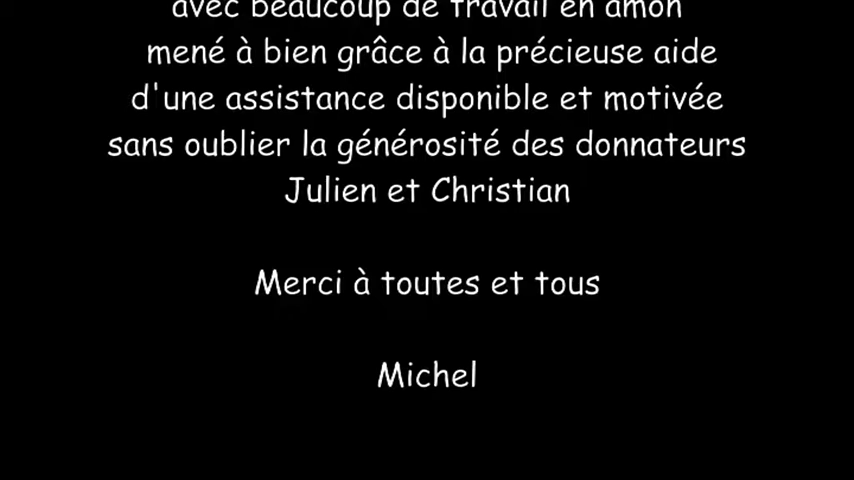 avec beaucoup de travail en amon
mené à bien grâce à la précieuse aide
d'une assistance disponible et motivée
sans oublier la générosité des donnateurs
Julien et Christian
Merci à toutes et tous
Michel